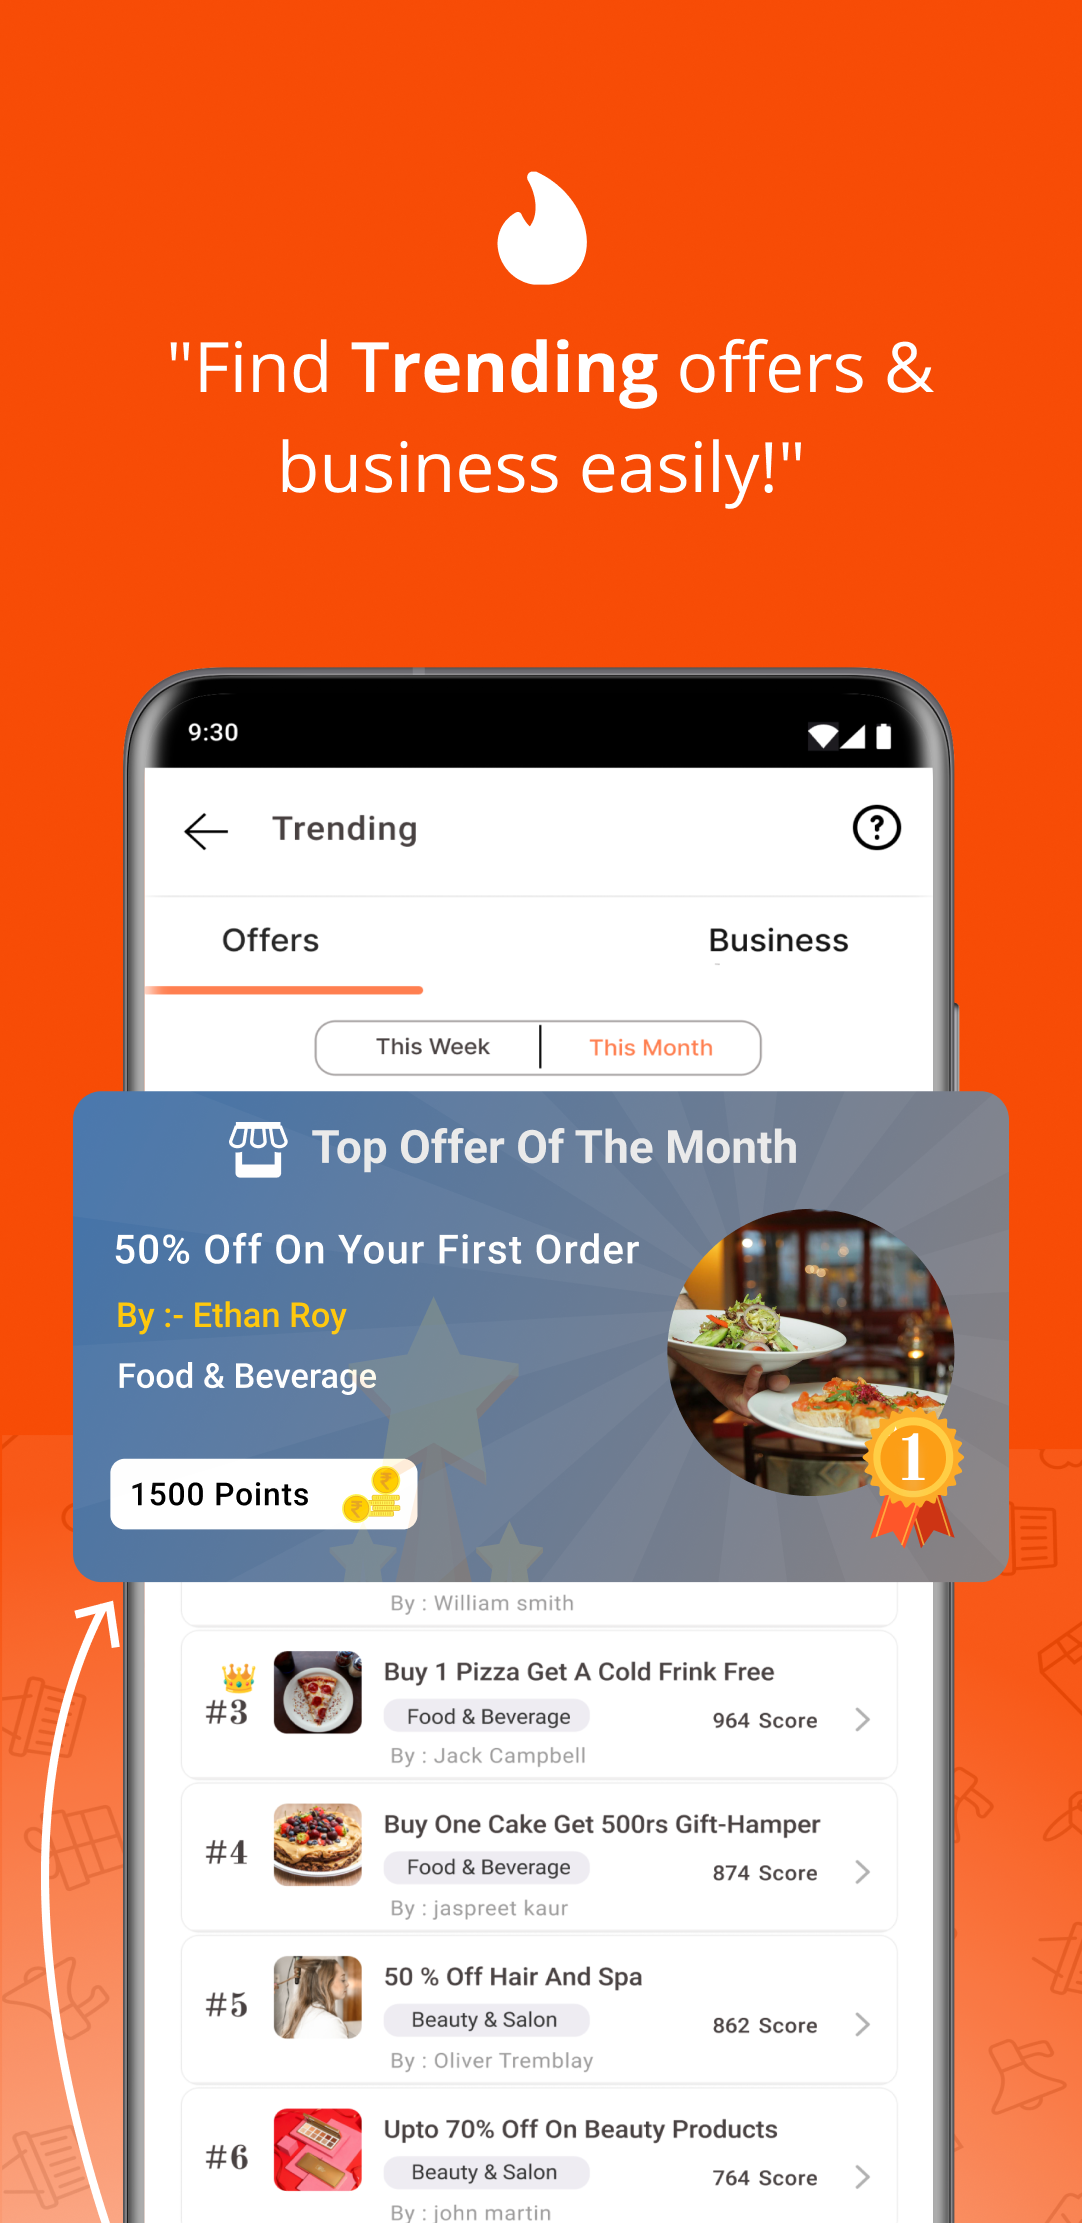 "Find Trending offers &
business easily!"
9:30
Trending
?
Offers
Business
This Week
This Month
Top Offer Of The Month
50% Off On Your First Order
By :- Ethan Roy
Food & Beverage
1500 Points
1
By : William smith
#3
Buy 1 Pizza Get A Cold Frink Free
Food & Beverage
964 Score
By : Jack Campbell
#4
Buy One Cake Get 500rs Gift-Hamper
Food & Beverage
874 Score
By : jaspreet kaur
#5
50 % Off Hair And Spa
Beauty & Salon
862 Score
By : Oliver Tremblay
#6
Upto 70% Off On Beauty Products
Beauty & Salon
764 Score
By : john martin